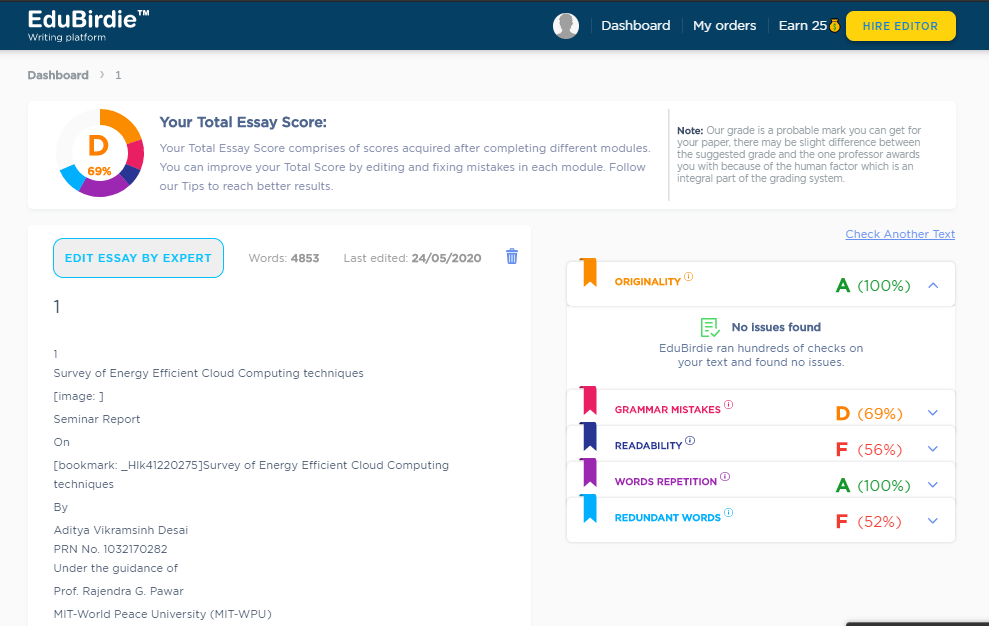 EduBirdie™
Writing platform
Dashboard
My orders
Earn 25
HIRE EDITOR
Dashboard › 1
D
69%
Your Total Essay Score:
Your Total Essay Score comprises of scores acquired after completing different modules.
You can improve your Total Score by editing and fixing mistakes in each module. Follow
our Tips to reach better results.
Note: Our grade is a probable mark you can get for
your paper, there may be slight difference between
the suggested grade and the one professor awards
you with because of the human factor which is an
integral part of the grading system.
EDIT ESSAY BY EXPERT
Words: 4853
Last edited: 24/05/2020
1
1
Survey of Energy Efficient Cloud Computing techniques
[image: ]
Seminar Report
On
[bookmark: _Hlk41220275]Survey of Energy Efficient Cloud Computing
techniques
By
Aditya Vikramsinh Desai
PRN No. 1032170282
Under the guidance of
Prof. Rajendra G. Pawar
MIT-World Peace University (MIT-WPU)
Check Another Text
ORIGINALITY
A (100%)
No issues found
EduBirdie ran hundreds of checks on
your text and found no issues.
GRAMMAR MISTAKES
D (69%)
READABILITY
F (56%)
WORDS REPETITION
A (100%)
REDUNDANT WORDS
F (52%)